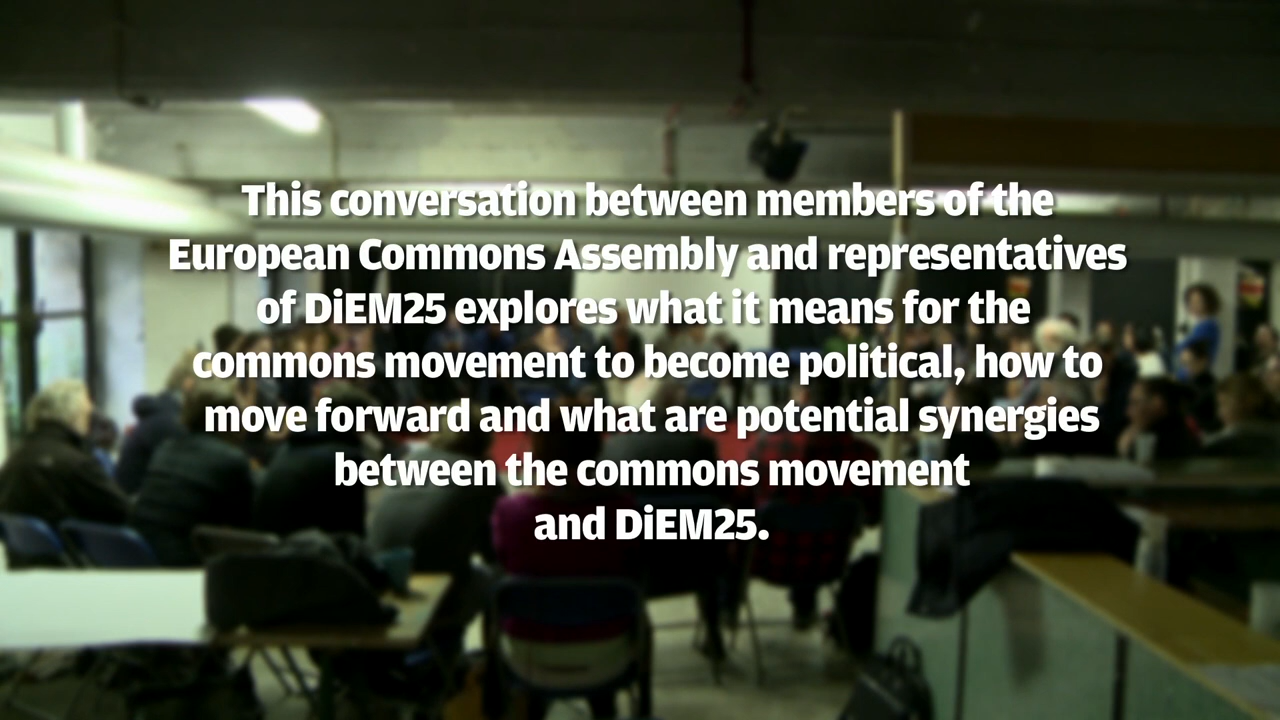 This conversation between members of the
European Commons Assembly and representatives
of DiEM25 explores what it means for the
commons movement to become political, how to
move forward and what are potential synergies
between the commons movement
and DiEM25.